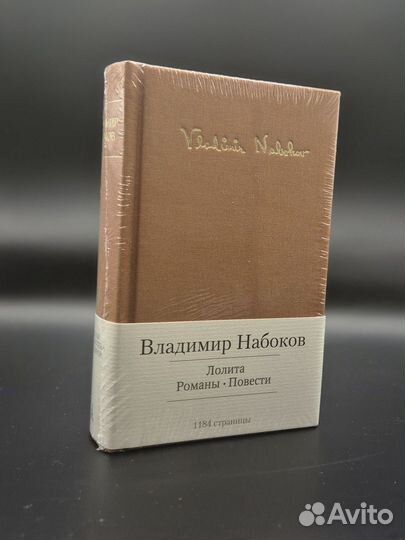 Vladimir Nabokov
Владимир Набоков
Лолита
Романы · Повести
1184 страницы
Avito